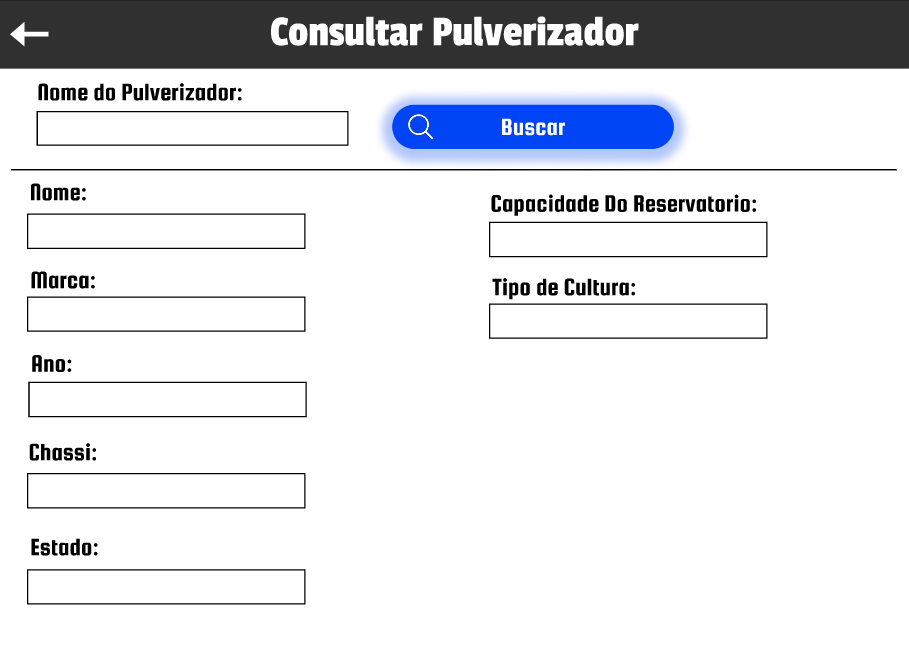 Consultar Pulverizador
Nome do Pulverizador:
Buscar
Nome:
Marca:
Ano:
Chassi:
Estado:
Capacidade Do Reservatorio:
Tipo de Cultura: